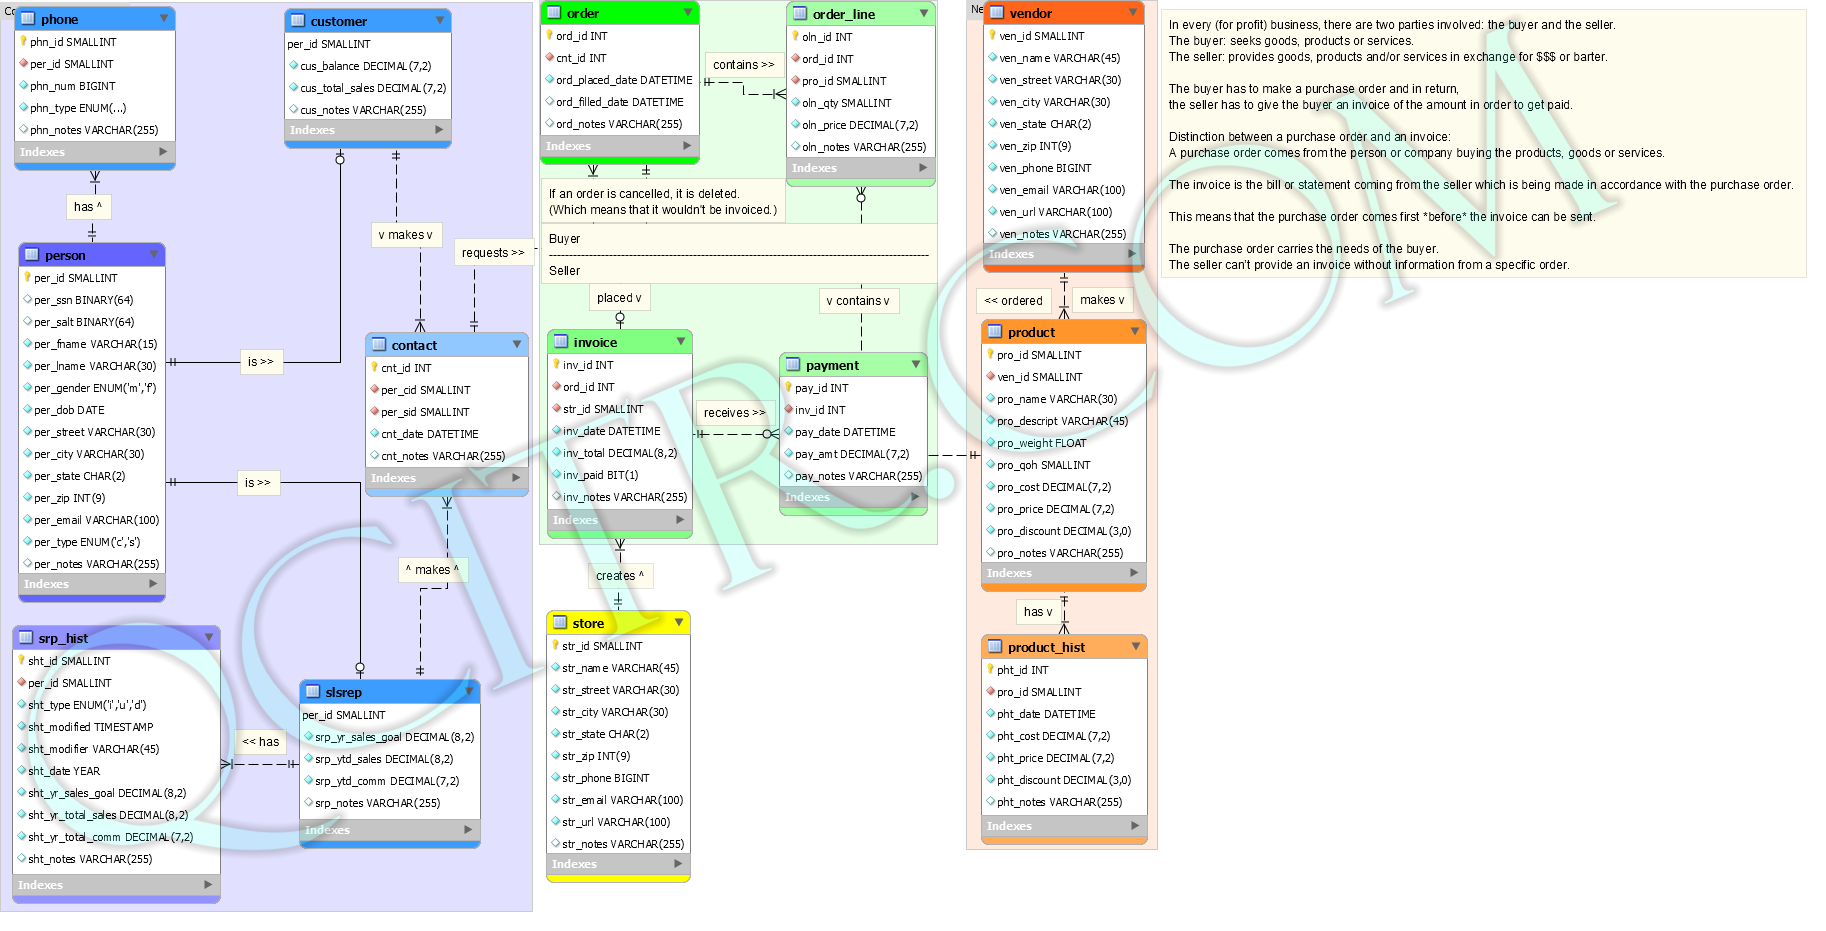 Co
phone
phn_id SMALLINT
per_id SMALLINT
phn_num BIGINT
phn_type ENUM(...)
phn_notes VARCHAR(255)
Indexes
has ^
person
per_id SMALLINT
per_ssn BINARY(64)
per_salt BINARY(64)
per_fname VARCHAR(15)
per_lname VARCHAR(30)
per_gender ENUM('m','f')
per_dob DATE
per_street VARCHAR(30)
per_city VARCHAR(30)
per_state CHAR(2)
per_zip INT(9)
per_email VARCHAR(100)
per_type ENUM('c','s')
per_notes VARCHAR(255)
Indexes
srp_hist
sht_id SMALLINT
per_id SMALLINT
sht_type ENUM('i','u','d')
sht_modified TIMESTAMP
sht_modifier VARCHAR(45)
sht_date YEAR
sht_yr_sales_goal DECIMAL(8,2)
sht_yr_total_sales DECIMAL(8,2)
sht_yr_total_comm DECIMAL(7,2)
sht_notes VARCHAR(255)
Indexes
customer
per_id SMALLINT
cus_balance DECIMAL(7,2)
cus_total_sales DECIMAL(7,2)
cus_notes VARCHAR(255)
Indexes
v makes v
requests >>
is >>
contact
cnt_id INT
per_cid SMALLINT
per_sid SMALLINT
cnt_date DATETIME
cnt_notes VARCHAR(255)
Indexes
is >>
^ makes ^
<< has
slsrep
per_id SMALLINT
srp_yr_sales_goal DECIMAL(8,2)
srp_ytd_sales DECIMAL(8,2)
srp_ytd_comm DECIMAL(7,2)
srp_notes VARCHAR(255)
Indexes
order
ord_id INT
cnt_id INT
ord_placed_date DATETIME
ord_filled_date DATETIME
ord_notes VARCHAR(255)
Indexes
contains >>
order_line
oln_id INT
ord_id INT
pro_id SMALLINT
oln_qty SMALLINT
oln_price DECIMAL(7,2)
oln_notes VARCHAR(255)
Indexes
If an order is cancelled, it is deleted.
(Which means that it wouldn't be invoiced.)
Buyer
Seller
placed v
v contains v
invoice
inv_id INT
ord_id INT
str_id SMALLINT
inv_date DATETIME
inv_total DECIMAL(8,2)
inv_paid BIT(1)
inv_notes VARCHAR(255)
Indexes
receives >>
payment
pay_id INT
inv_id INT
pay_date DATETIME
pay_amt DECIMAL(7,2)
pay_notes VARCHAR(255)
Indexes
creates ^
store
str_id SMALLINT
str_name VARCHAR(45)
str_street VARCHAR(30)
str_city VARCHAR(30)
str_state CHAR(2)
str_zip INT(9)
str_phone BIGINT
str_email VARCHAR(100)
str_url VARCHAR(100)
str_notes VARCHAR(255)
Indexes
Ne
vendor
ven_id SMALLINT
ven_name VARCHAR(45)
ven_street VARCHAR(30)
ven_city VARCHAR(30)
ven_state CHAR(2)
ven_zip INT(9)
ven_phone BIGINT
ven_email VARCHAR(100)
ven_url VARCHAR(100)
ven_notes VARCHAR(255)
Indexes
<< ordered
makes v
product
pro_id SMALLINT
ven_id SMALLINT
pro_name VARCHAR(30)
pro_descript VARCHAR(45)
pro_weight FLOAT
pro_qoh SMALLINT
pro_cost DECIMAL(7,2)
pro_price DECIMAL(7,2)
pro_discount DECIMAL(3,0)
pro_notes VARCHAR(255)
Indexes
has v
product_hist
pht_id INT
pro_id SMALLINT
pht_date DATETIME
pht_cost DECIMAL(7,2)
pht_price DECIMAL(7,2)
pht_discount DECIMAL(3,0)
pht_notes VARCHAR(255)
Indexes
In every (for profit) business, there are two parties involved: the buyer and the seller.
The buyer: seeks goods, products or services.
The seller: provides goods, products and/or services in exchange for $$$ or barter.
The buyer has to make a purchase order and in return,
the seller has to give the buyer an invoice of the amount in order to get paid.
Distinction between a purchase order and an invoice:
A purchase order comes from the person or company buying the products, goods or services.
The invoice is the bill or statement coming from the seller which is being made in accordance with the purchase order.
This means that the purchase order comes first *before* the invoice can be sent.
The purchase order carries the needs of the buyer.
The seller can't provide an invoice without information from a specific order.
QCITR.COM